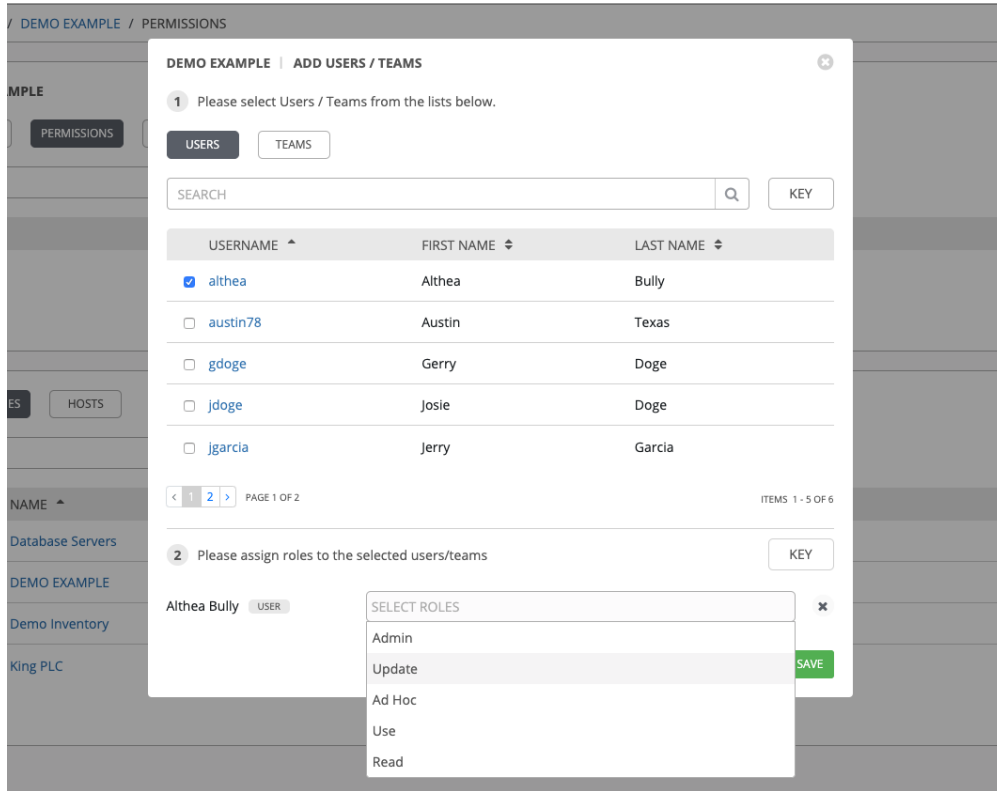 / DEMO EXAMPLE / PERMISSIONS
DEMO EXAMPLE | ADD USERS / TEAMS
1 Please select Users / Teams from the lists below.
PERMISSIONS
USERS TEAMS
SEARCH KEY
USERNAME FIRST NAME LAST NAME
althea Althea Bully
austin78 Austin Texas
gdoge Gerry Doge
jdoge Josie Doge
HOSTS
jgarcia Jerry Garcia
< 1 2 > PAGE 1 OF 2 ITEMS 1 - 5 OF 6
NAME
Database Servers
2 Please assign roles to the selected users/teams KEY
DEMO EXAMPLE
Althea Bully USER SELECT ROLES
Demo Inventory
Admin
King PLC
Update SAVE
Ad Hoc
Use
Read